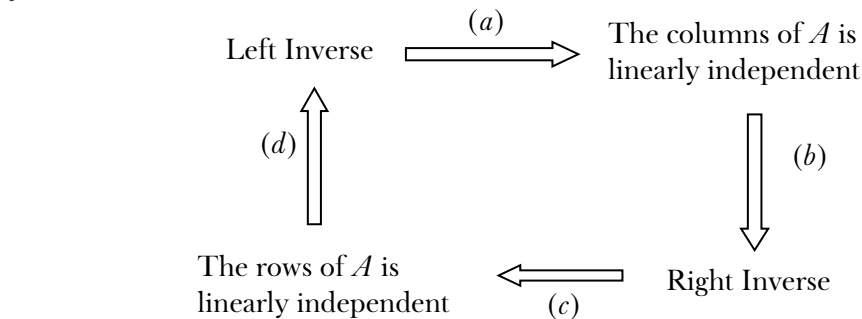 (a)
Left Inverse
The columns of A is
linearly independent
(d)
(b)
The rows of A is
linearly independent
Right Inverse
(c)